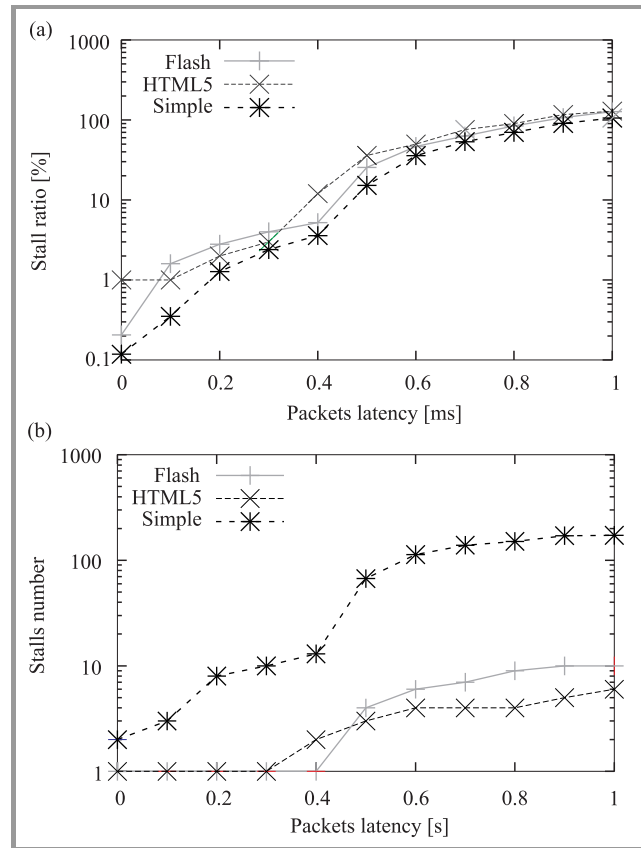 (a)
1000
100
10
1
0.1
Stall ratio [%]
Flash
HTML5
Simple
0 0.2 0.4 0.6 0.8 1
Packets latency [ms]
(b)
1000
100
10
1
Stalls number
Flash
HTML5
Simple
0 0.2 0.4 0.6 0.8 1
Packets latency [s]